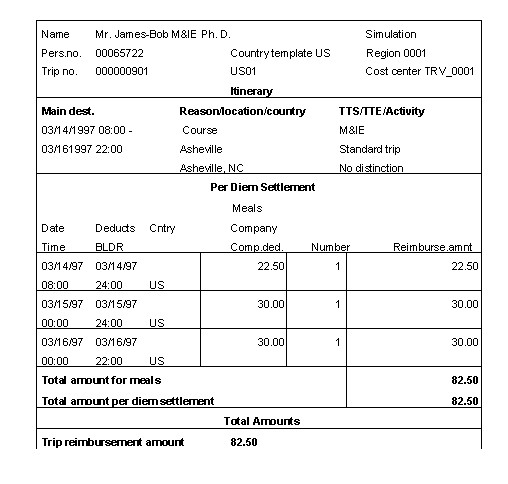 Name Mr. James-Bob M&IE Ph. D. Simulation
Pers.no. 00065722 Country template US Region 0001
Trip no. 000000901 US01 Cost center TRV_0001
Itinerary
Main dest. Reason/location/country TTS/TTE/Activity
03/14/1997 08:00 - Course M&IE
03/161997 22:00 Asheville Standard trip
Asheville, NC No distinction
Per Diem Settlement
Meals
Date Deducts Cntry Company
Time BLDR Comp.ded. Number Reimburse.amnt
03/14/97 03/14/97 22.50 1 22.50
08:00 24:00 US
03/15/97 03/15/97 30.00 1 30.00
00:00 24:00 US
03/16/97 03/16/97 30.00 1 30.00
00:00 22:00 US
Total amount for meals 82.50
Total amount per diem settlement 82.50
Total Amounts
Trip reimbursement amount 82.50